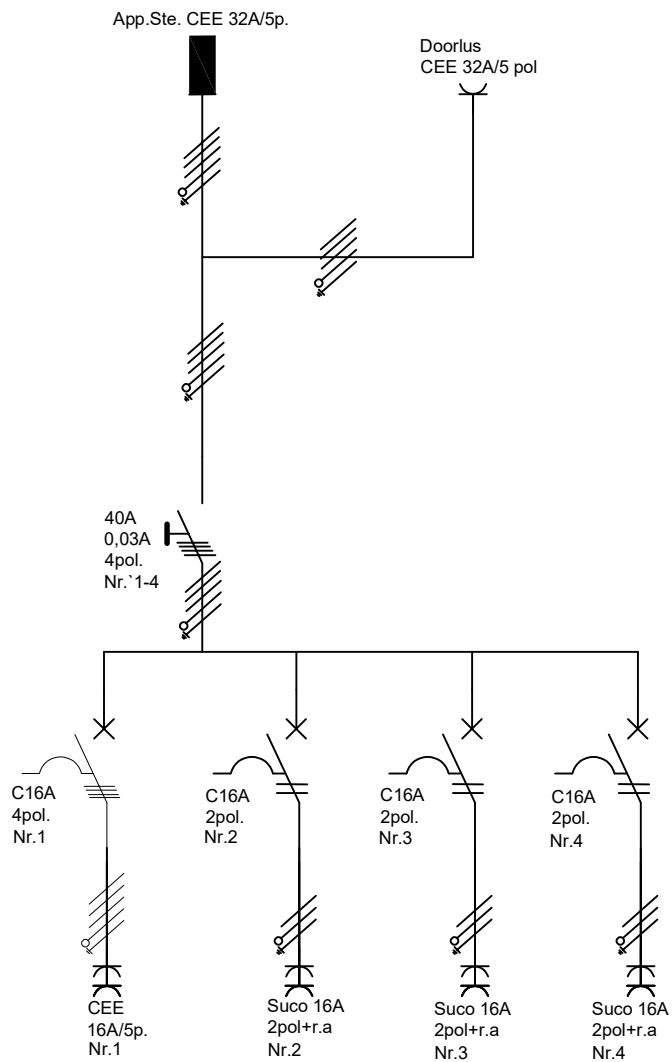 App.Ste. CEE 32A/5p.
Doorlus
CEE 32A/5 pol
40A
0,03A
4pol.
Nr.`1-4
C16A
4pol.
Nr.1
C16A
2pol.
Nr.2
C16A
2pol.
Nr.3
C16A
2pol.
Nr.4
CEE
16A/5p.
Nr.1
Suco 16A
2pol+r.a
Nr.2
Suco 16A
2pol+r.a
Nr.3
Suco 16A
2pol+r.a
Nr.4